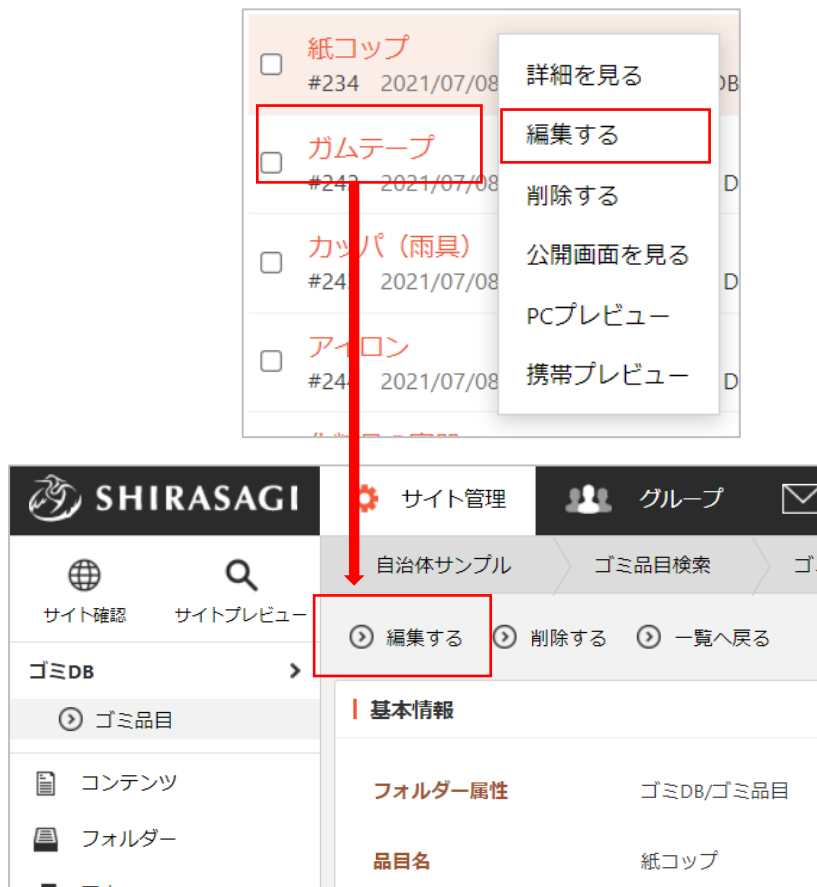 紙コップ
#234 2021/07/08
ガムテープ
2021/07/08
カッパ（雨具）
#24 2021/07/08
アイロン
#244 2021/07/08
詳細を見る
編集する
削除する
公開画面を見る
PCプレビュー
携帯プレビュー
SHIRASAGI
サイト管理
グループ
サイト確認
サイトプレビュー
自治体サンプル
ゴミ品目検索
編集する
削除する
一覧へ戻る
ゴミDB
ゴミ品目
コンテンツ
フォルダー
基本情報
フォルダー属性 ゴミDB/ゴミ品目
品目名 紙コップ